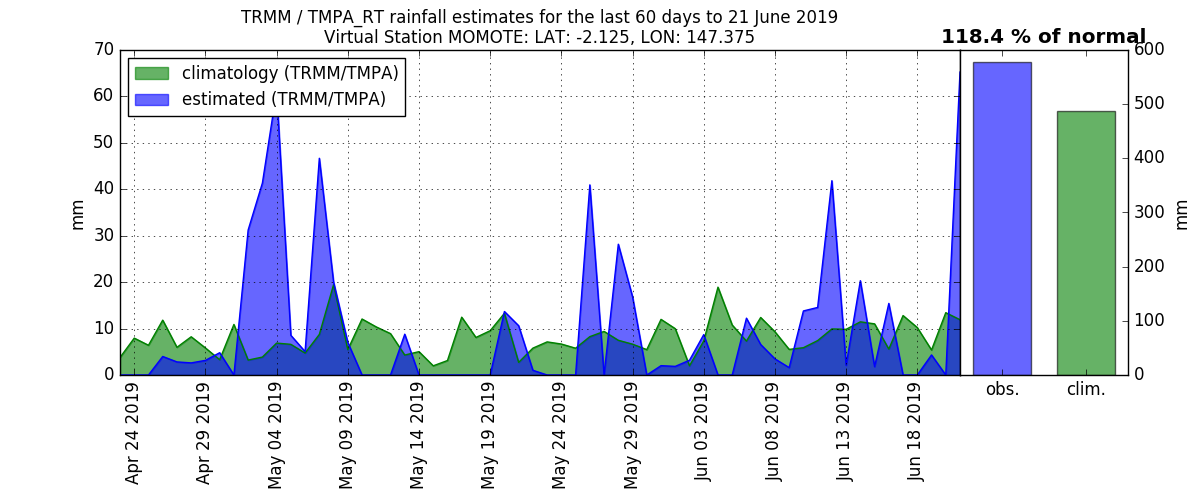 TRMM / TMPA_RT rainfall estimates for the last 60 days to 21 June 2019
Virtual Station MOMOTE: LAT: -2.125, LON: 147.375
118.4 % of normal
climatology (TRMM/TMPA)
estimated (TRMM/TMPA)
70
60
50
40
30
20
10
0
mm
Apr 24 2019
Apr 29 2019
May 04 2019
May 09 2019
May 14 2019
May 19 2019
May 24 2019
May 29 2019
Jun 03 2019
Jun 08 2019
Jun 13 2019
Jun 18 2019
obs.
clim.
600
500
400
300
200
100
0
mm